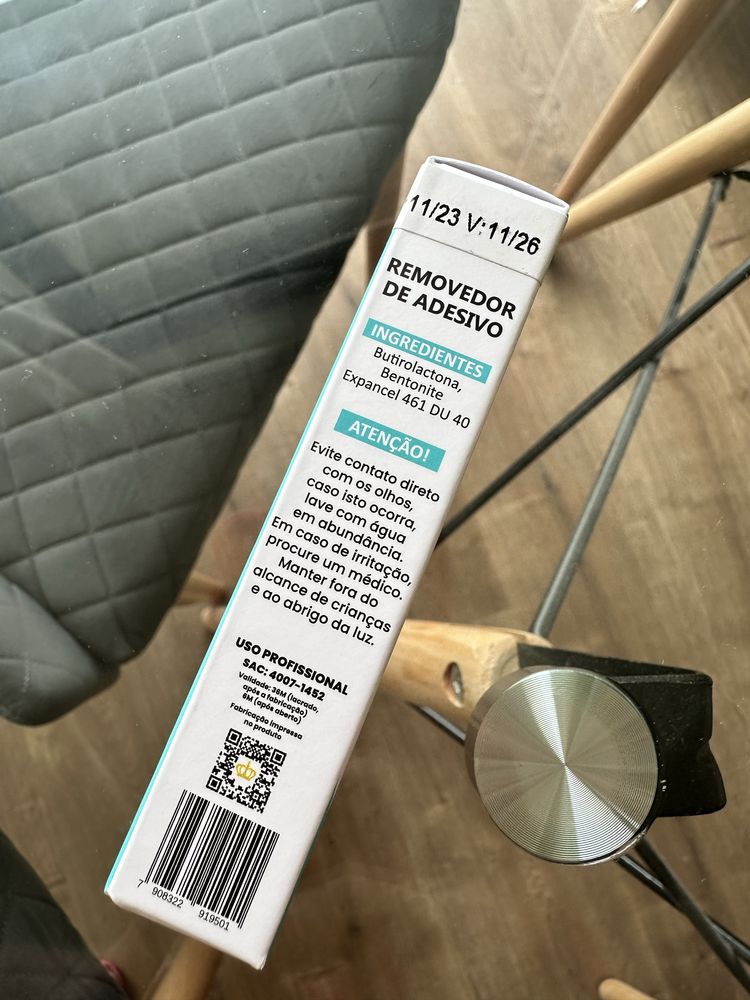 11/23 V:11/26
REMOVEDOR
DE ADESIVO
INGREDIENTES
Butirolactona,
Bentonite
Expancel 461 DU 40
ATENÇÃO!
Evite contato direto
com os olhos,
caso isto ocorra,
lave com água
em abundância.
Em caso de irritação,
procure um médico.
Manter fora do
alcance de crianças
e ao abrigo da luz.
USO PROFISSIONAL
SAC: 4007-1452
Validade: 36M (lacrado,
após a fabricação)
6M (após aberto)
Fabricação impressa
no produto
7 908322 919501